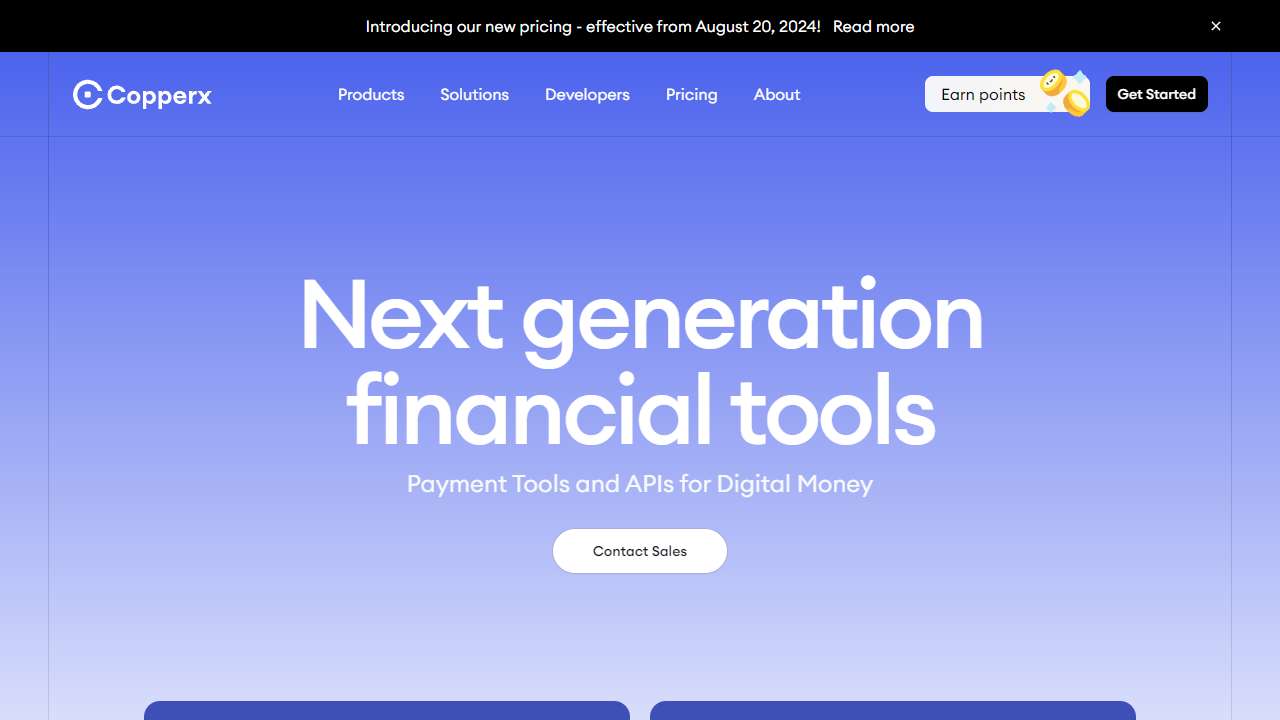 Introducing our new pricing - effective from August 20, 2024! Read more ×
Copperx Products Solutions Developers Pricing About Earn points Get Started
Next generation
financial tools
Payment Tools and APIs for Digital Money
Contact Sales